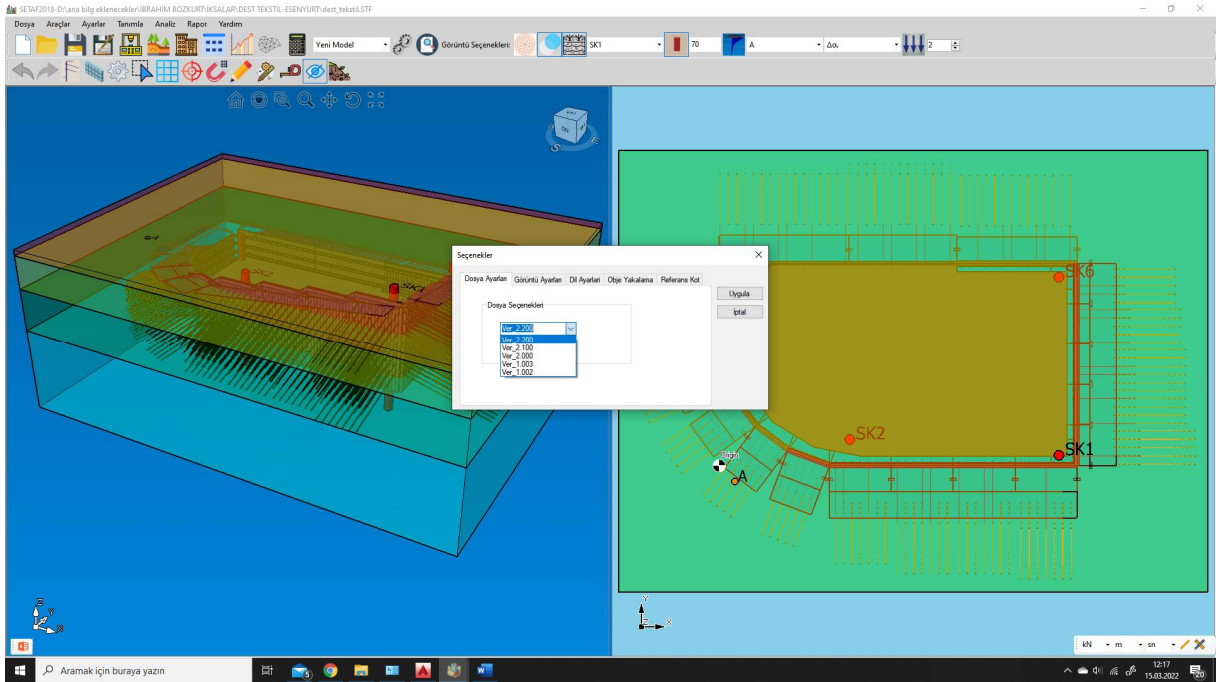 SETAF2018-D:\ana bilg eklenecekler\İBRAHİM BOZKURT\İKSALAR\DEST TEKSTİL-ESENYURT\dest_tekstil.STF
Dosya Araçlar Ayarlar Tanımla Analiz Rapor Yardım
Yeni Model Görüntü Seçenekleri: SK1 70 A Δσᵥ 2
Seçenekler
Dosya Ayarları Görüntü Ayarları Dil Ayarlari Obje Yakalama Referans Kot
Uygula
İptal
Dosya Seçenekleri
Ver_2.200
Ver_2.200
Ver_2.100
Ver_2.000
Ver_1.003
Ver_1.002
S
E
SK6
SK2
SK1
Origin
A
Z
Y
X
Y
Z
X
kN m sn
Aramak için buraya yazın
12:17
15.03.2022